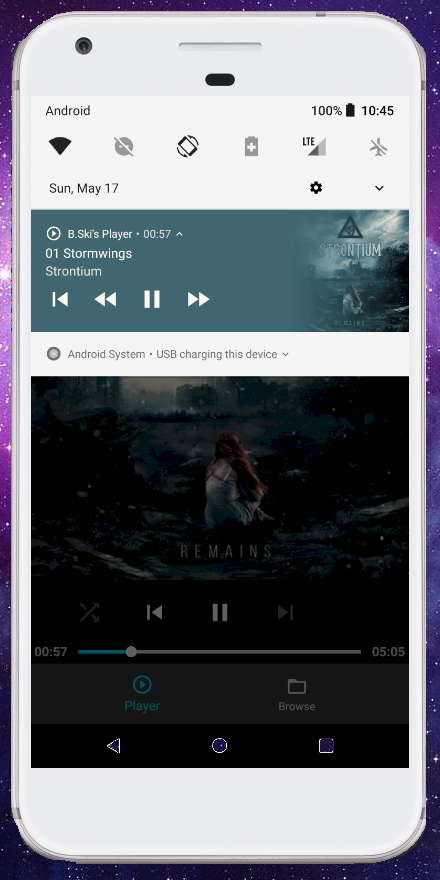 Android 100% 10:45
LTE
Sun, May 17
B.Ski's Player • 00:57
01 Stormwings
Strontium
STRONTIUM
REMAINS
Android System • USB charging this device
REMAINS
00:57 05:05
Player Browse